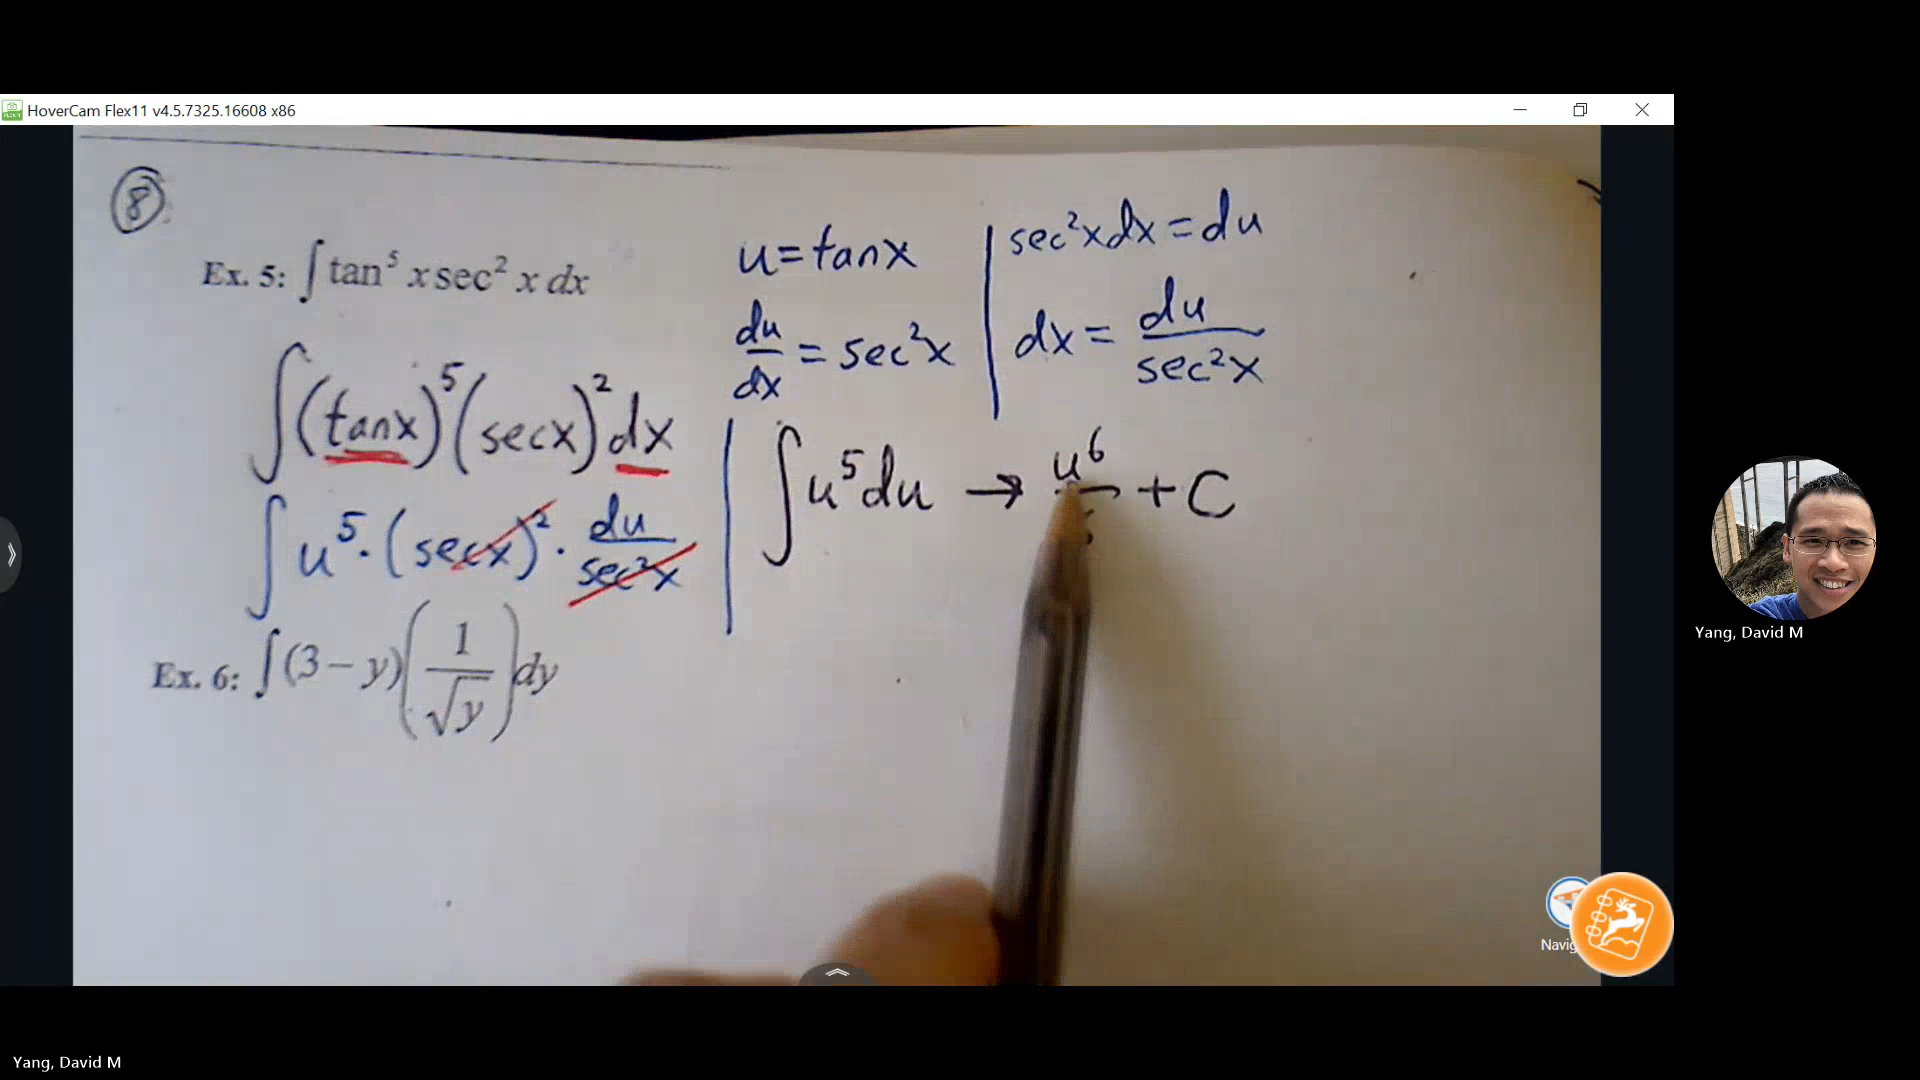 HoverCam Flex11 v4.5.7325.16608 x86
8
Ex. 5: ∫ tan⁵ x sec² x dx
u = tanx
du/dx = sec²x
sec²x dx = du
dx = du/sec²x
∫(tanx)⁵(secx)² dx
∫ u⁵ · (secx)² · du/sec²x
∫ u⁵ du → u⁶/ + C
Ex. 6: ∫(3 − y)(1/√y)dy
Yang, David M
Yang, David M